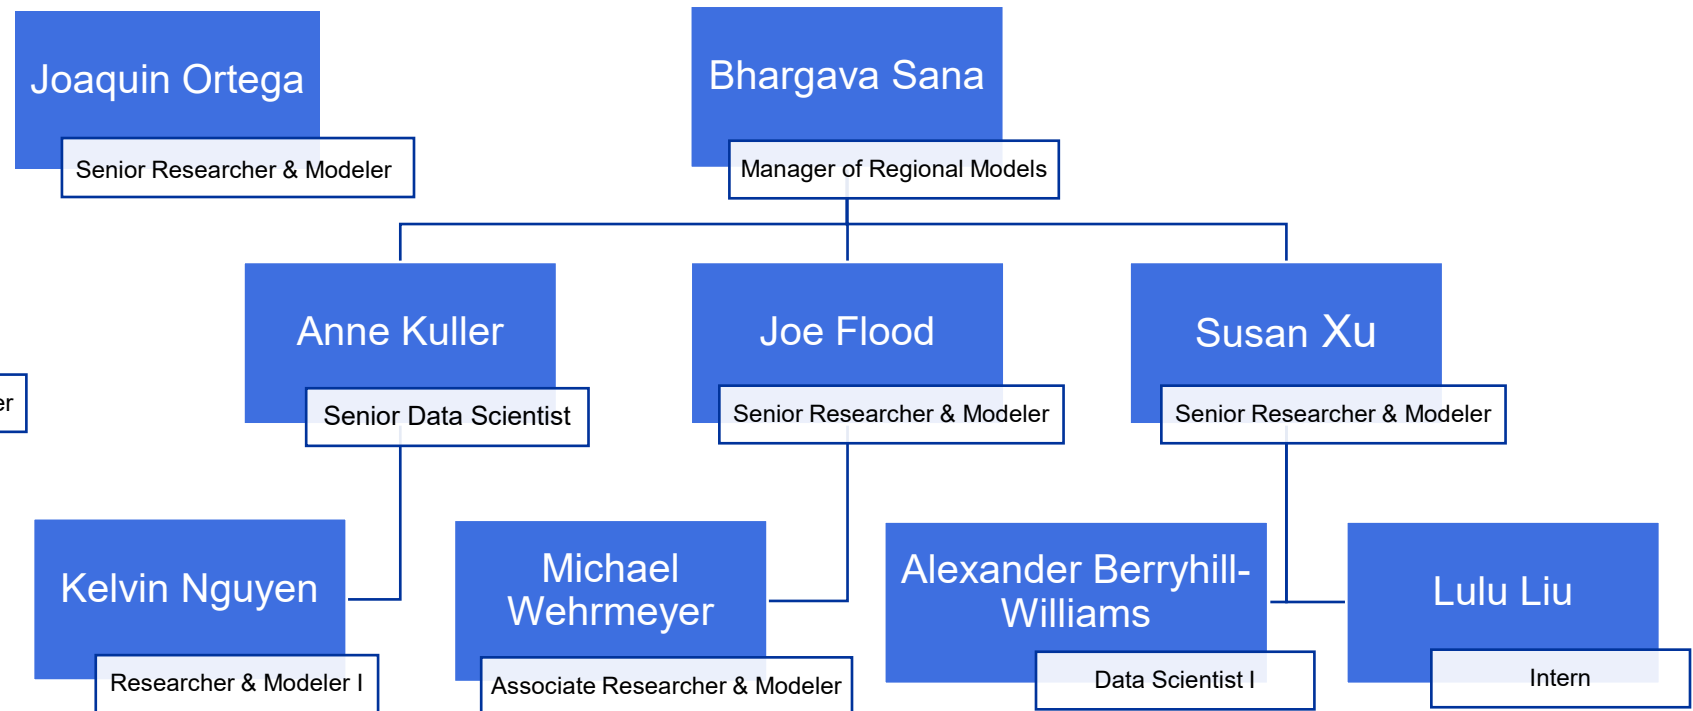 Joaquin Ortega
Senior Researcher & Modeler
Bhargava Sana
Manager of Regional Models
Anne Kuller
Senior Data Scientist
Joe Flood
Senior Researcher & Modeler
Susan Xu
Senior Researcher & Modeler
er
Kelvin Nguyen
Researcher & Modeler I
Michael
Wehrmeyer
Associate Researcher & Modeler
Alexander Berryhill-
Williams
Data Scientist I
Lulu Liu
Intern